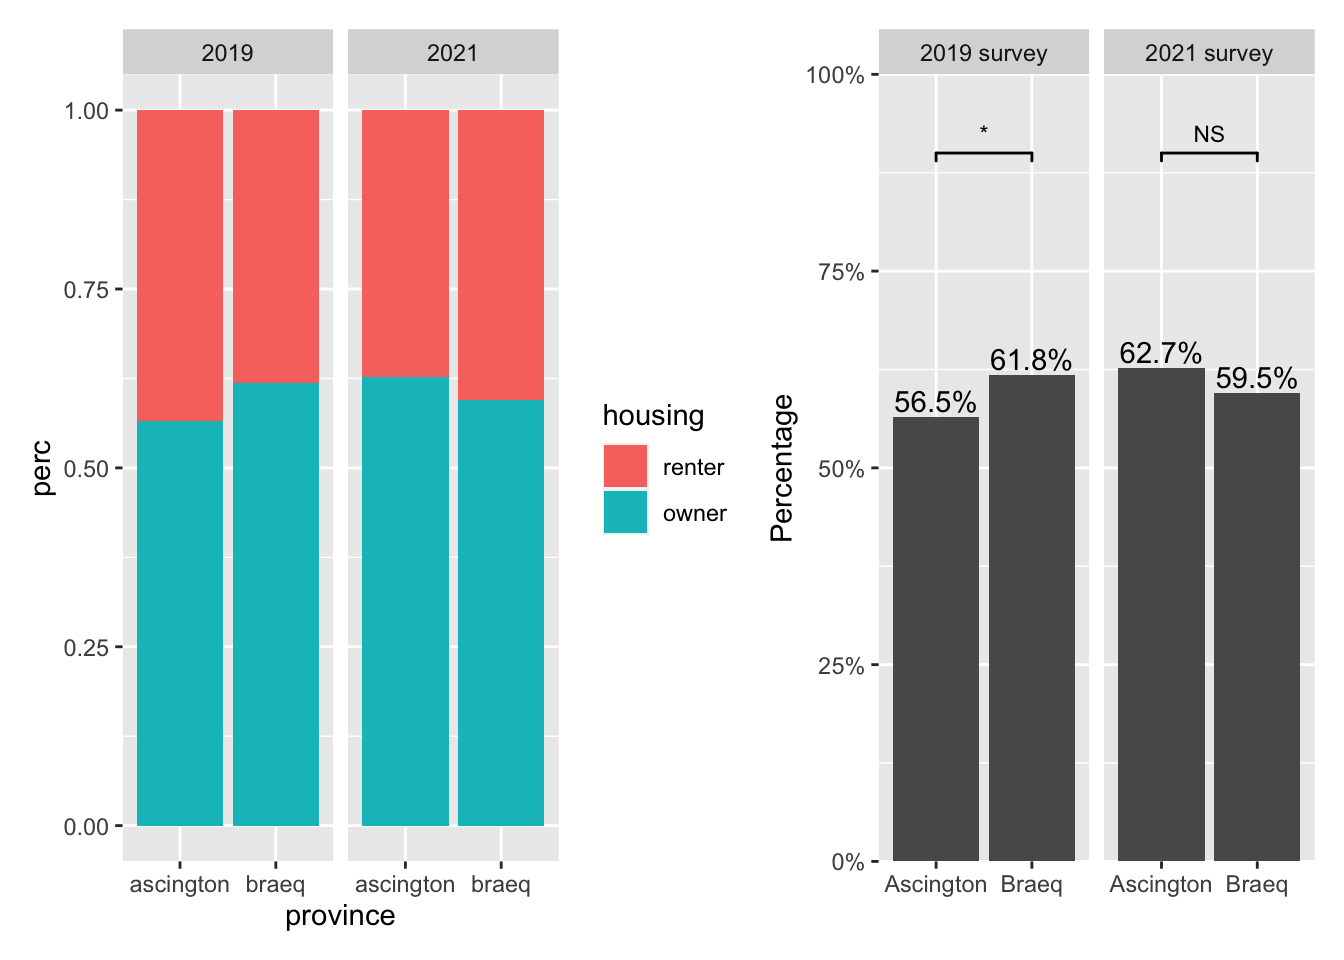 2019 2021
1.00
0.75
0.50
0.25
0.00
perc
ascington braeq ascington braeq
province
housing
renter
owner
2019 survey 2021 survey
100%
75%
50%
25%
0%
Percentage
* NS
56.5% 61.8% 62.7% 59.5%
Ascington Braeq Ascington Braeq